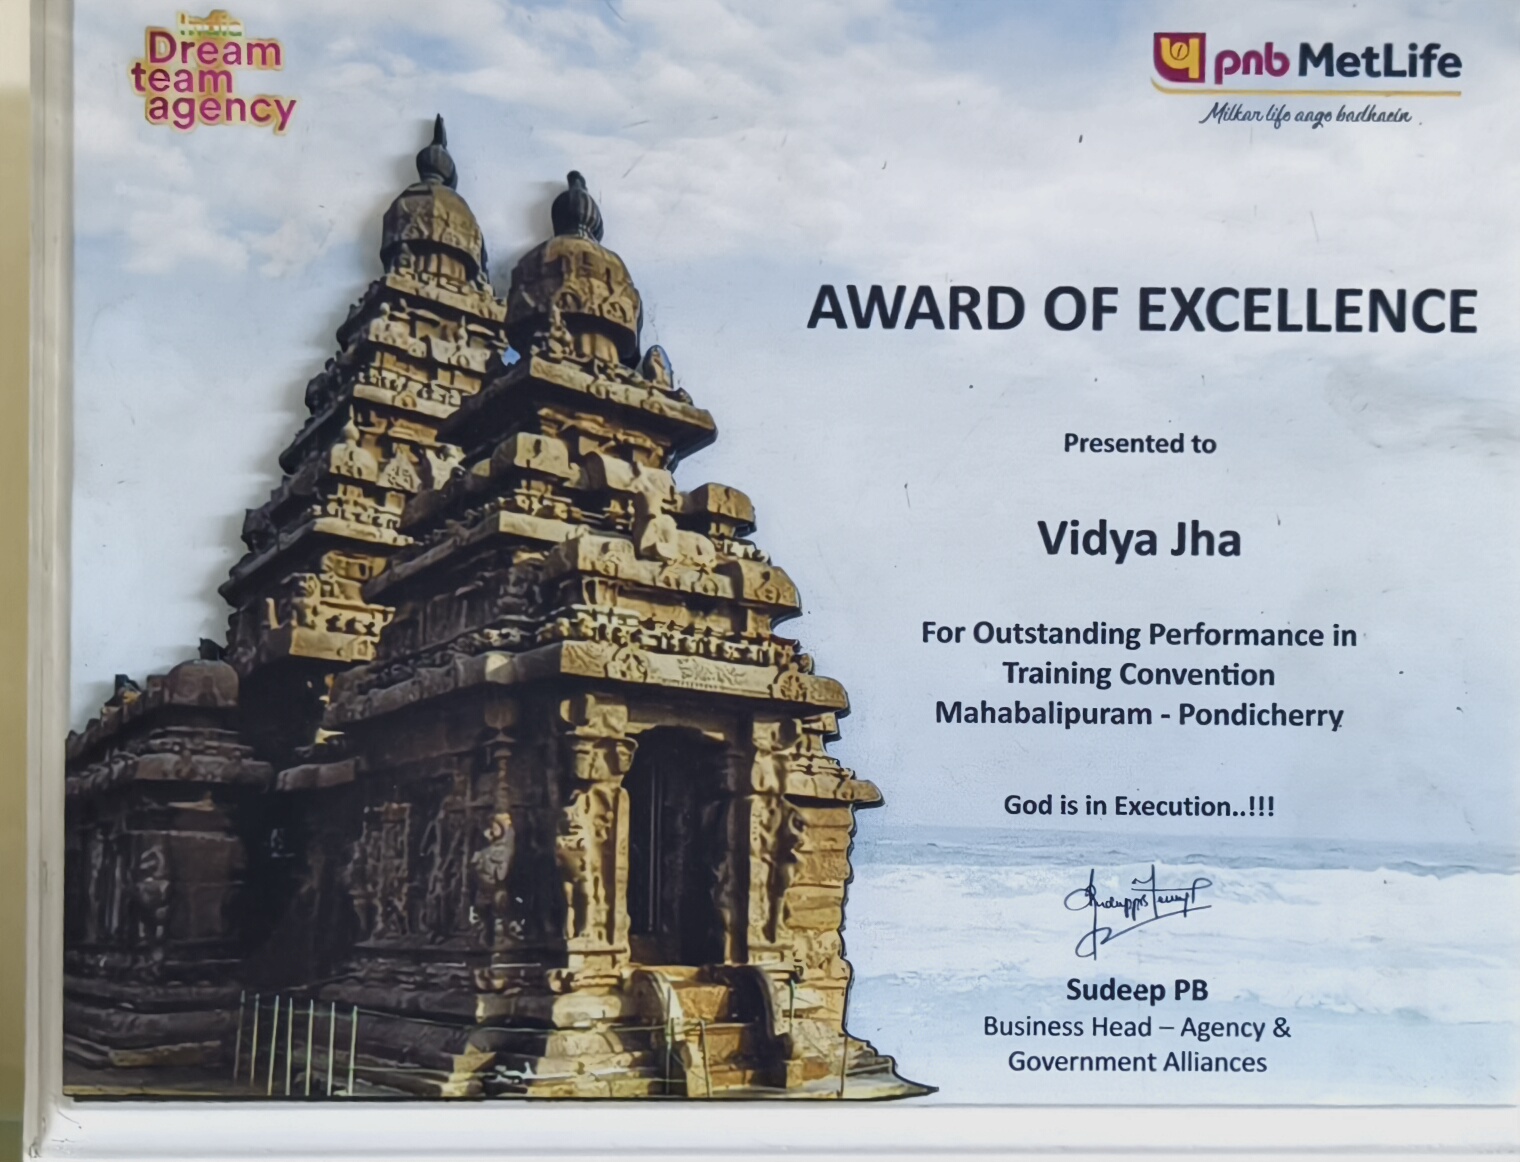 India
Dream
team
agency
pnb MetLife
Milkar life aage badhaein
AWARD OF EXCELLENCE
Presented to
Vidya Jha
For Outstanding Performance in
Training Convention
Mahabalipuram - Pondicherry
God is in Execution..!!!
Sudeep PB
Business Head – Agency &
Government Alliances